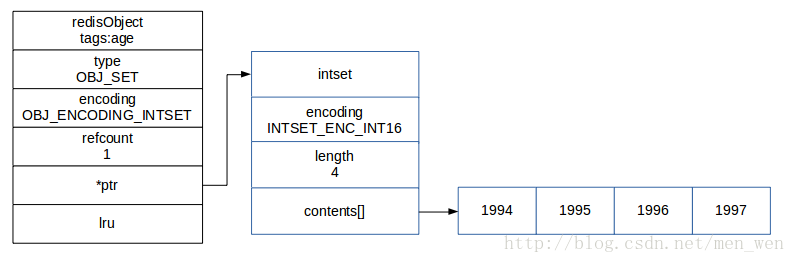 redisObject
tags:age
type
OBJ_SET
encoding
OBJ_ENCODING_INTSET
refcount
1
*ptr
lru
intset
encoding
INTSET_ENC_INT16
length
4
contents[]
1994 1995 1996 1997
http://blog.csdn.net/men_wen